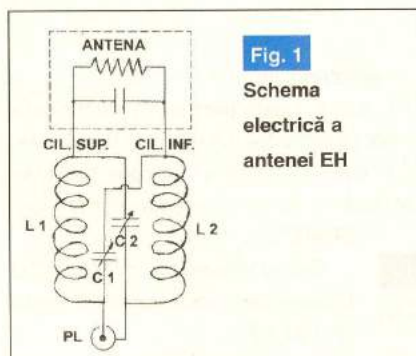 ANTENA
CIL. SUP. CIL. INF.
L 1
C 2
L 2
C 1
PL
Fig. 1
Schema
electrică a
antenei EH